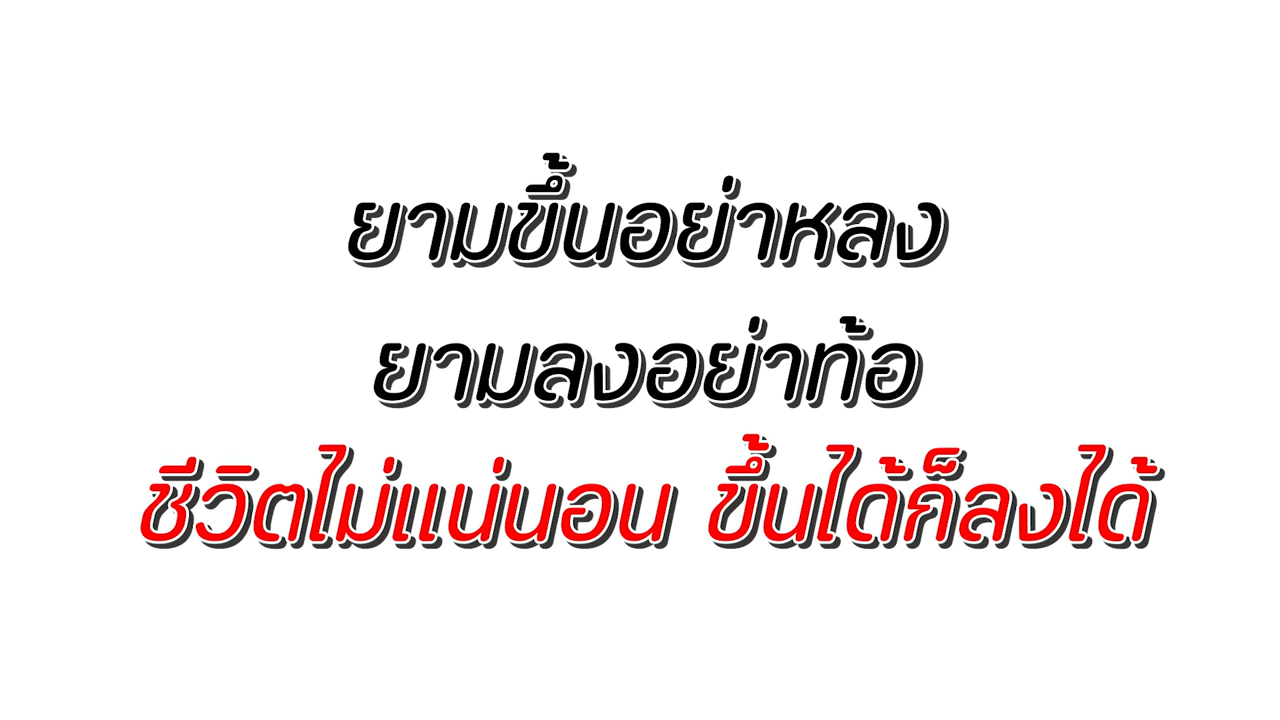 ยามขึ้นอย่าหลง
ยามลงอย่าท้อ
ชีวิตไม่แน่นอน ขึ้นได้ก็ลงได้